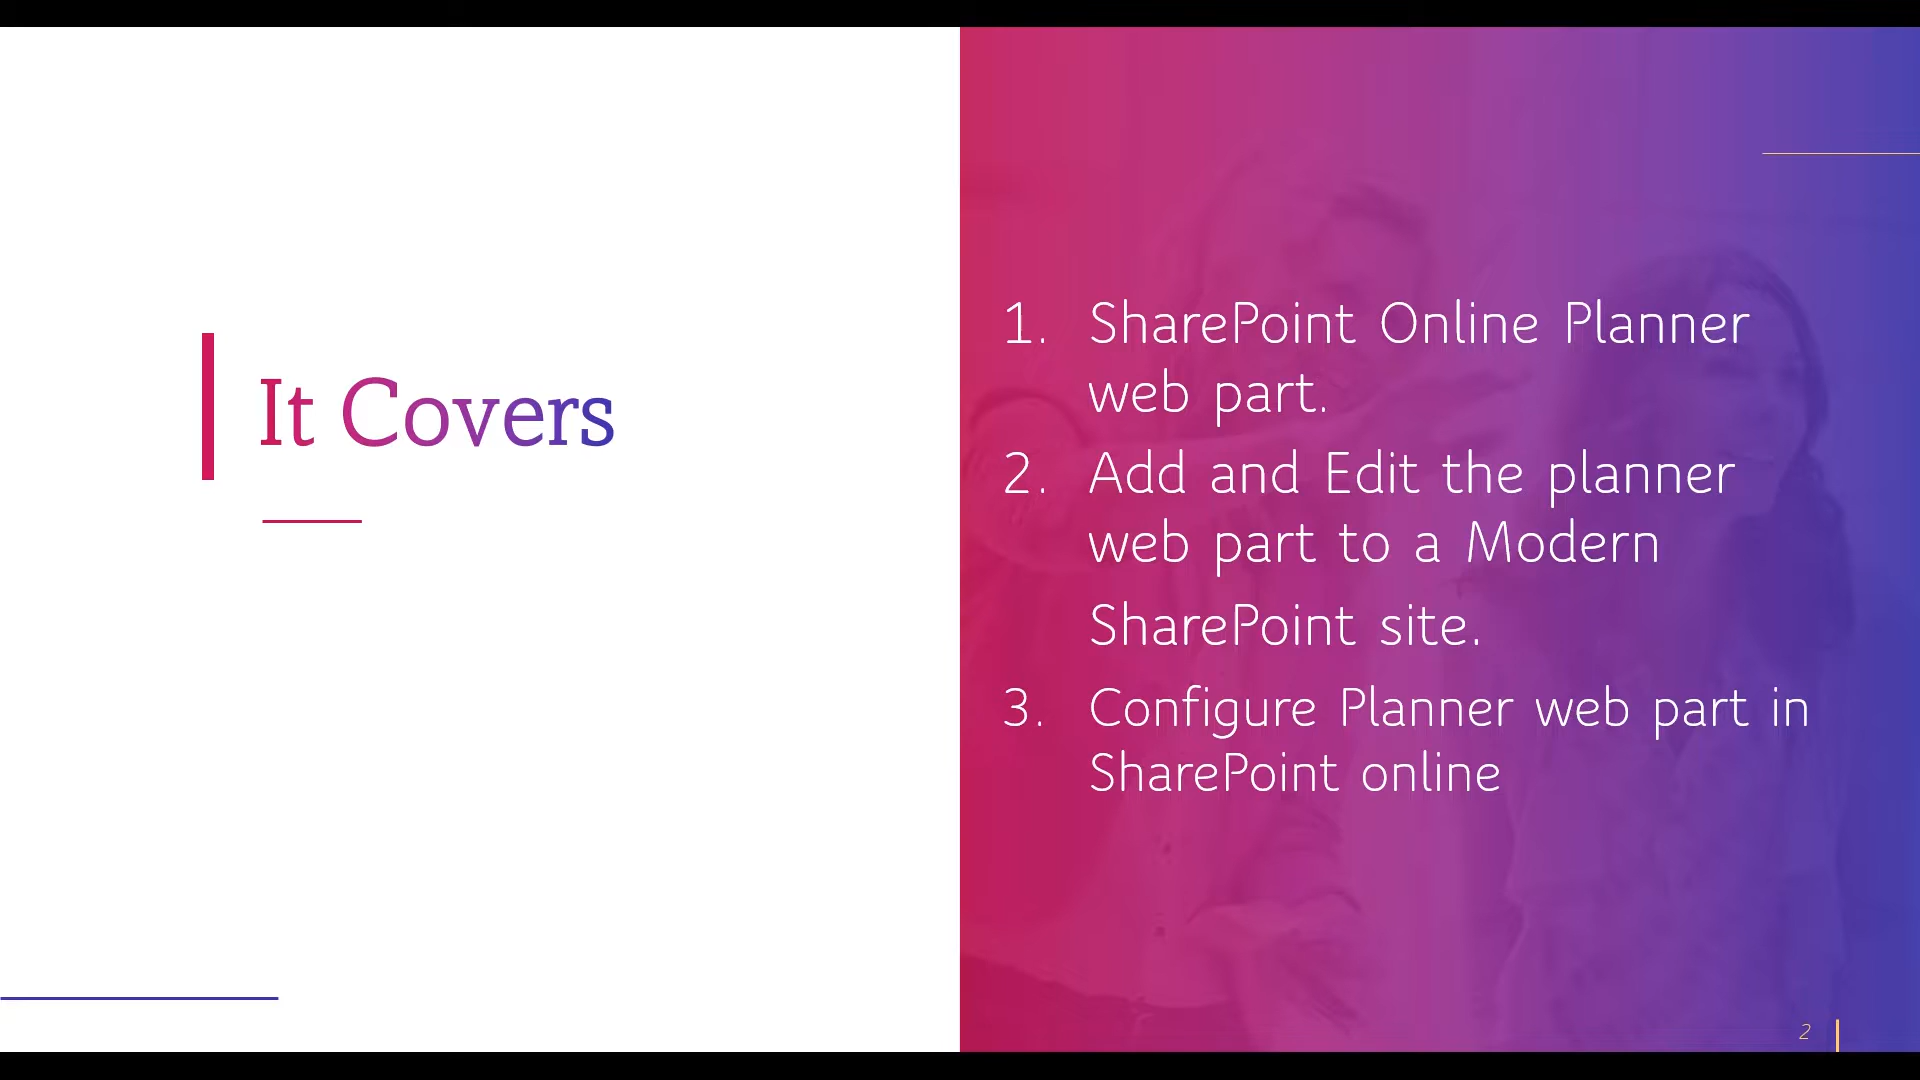 It Covers
1. SharePoint Online Planner
web part.
2. Add and Edit the planner
web part to a Modern
SharePoint site.
3. Configure Planner web part in
SharePoint online
2